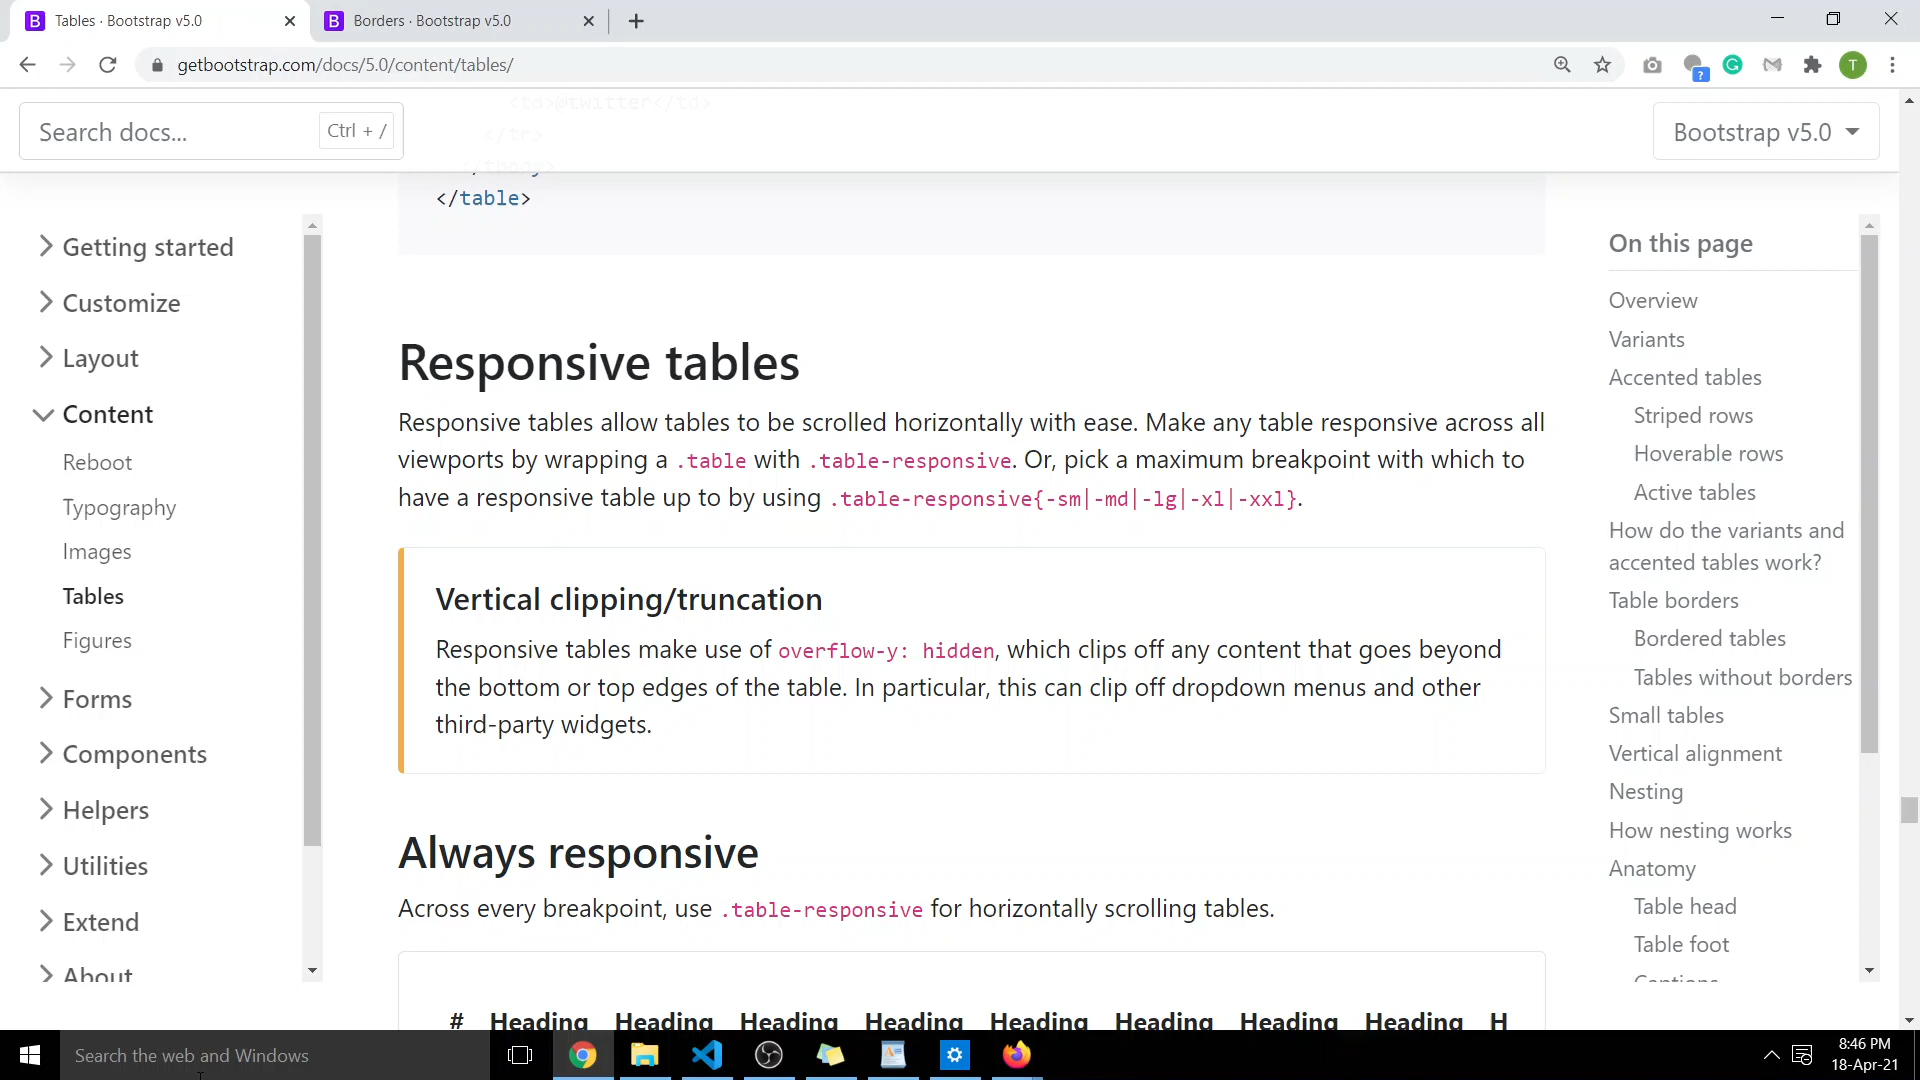 Tables · Bootstrap v5.0
Borders · Bootstrap v5.0
getbootstrap.com/docs/5.0/content/tables/
Search docs...
Ctrl + /
Bootstrap v5.0
<td>@twitter</td>
</tr>
</tbody>
</table>
Getting started
Customize
Layout
Content
Reboot
Typography
Images
Tables
Figures
Forms
Components
Helpers
Utilities
Extend
About
Responsive tables
Responsive tables allow tables to be scrolled horizontally with ease. Make any table responsive across all
viewports by wrapping a .table with .table-responsive. Or, pick a maximum breakpoint with which to
have a responsive table up to by using .table-responsive{-sm|-md|-lg|-xl|-xxl}.
Vertical clipping/truncation
Responsive tables make use of overflow-y: hidden, which clips off any content that goes beyond
the bottom or top edges of the table. In particular, this can clip off dropdown menus and other
third-party widgets.
Always responsive
Across every breakpoint, use .table-responsive for horizontally scrolling tables.
# Heading Heading Heading Heading Heading Heading Heading Heading H
On this page
Overview
Variants
Accented tables
Striped rows
Hoverable rows
Active tables
How do the variants and
accented tables work?
Table borders
Bordered tables
Tables without borders
Small tables
Vertical alignment
Nesting
How nesting works
Anatomy
Table head
Table foot
Captions
Search the web and Windows
8:46 PM
18-Apr-21
T